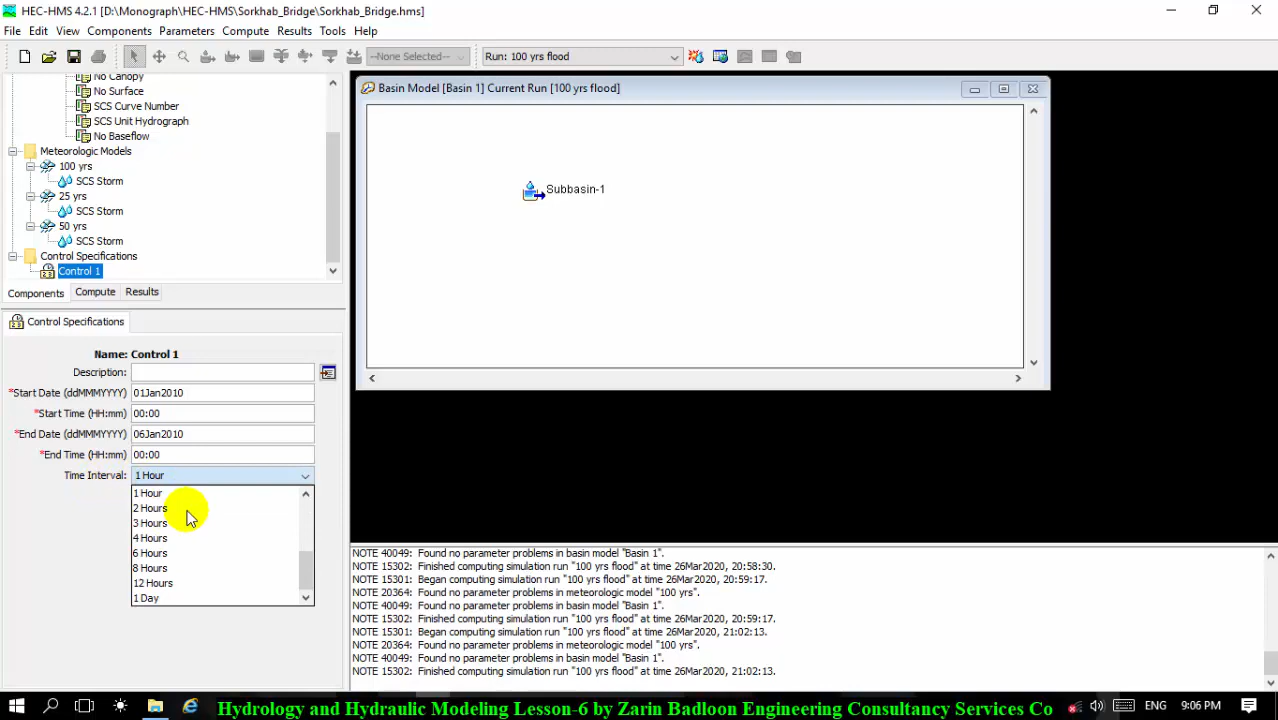 HEC-HMS 4.2.1 [D:\Monograph\HEC-HMS\Sorkhab_Bridge\Sorkhab_Bridge.hms]
File Edit View Components Parameters Compute Results Tools Help
--None Selected-- Run: 100 yrs flood
No Canopy
No Surface
SCS Curve Number
SCS Unit Hydrograph
No Baseflow
Meteorologic Models
100 yrs
SCS Storm
25 yrs
SCS Storm
50 yrs
SCS Storm
Control Specifications
Control 1
Components Compute Results
Basin Model [Basin 1] Current Run [100 yrs flood]
Subbasin-1
Control Specifications
Name: Control 1
Description:
*Start Date (ddMMMYYYY) 01Jan2010
*Start Time (HH:mm) 00:00
*End Date (ddMMMYYYY) 06Jan2010
*End Time (HH:mm) 00:00
Time Interval: 1 Hour
1 Hour
2 Hours
3 Hours
4 Hours
6 Hours
8 Hours
12 Hours
1 Day
NOTE 40049: Found no parameter problems in basin model "Basin 1".
NOTE 15302: Finished computing simulation run "100 yrs flood" at time 26Mar2020, 20:58:30.
NOTE 15301: Began computing simulation run "100 yrs flood" at time 26Mar2020, 20:59:17.
NOTE 20364: Found no parameter problems in meteorologic model "100 yrs".
NOTE 40049: Found no parameter problems in basin model "Basin 1".
NOTE 15302: Finished computing simulation run "100 yrs flood" at time 26Mar2020, 20:59:17.
NOTE 15301: Began computing simulation run "100 yrs flood" at time 26Mar2020, 21:02:13.
NOTE 20364: Found no parameter problems in meteorologic model "100 yrs".
NOTE 40049: Found no parameter problems in basin model "Basin 1".
NOTE 15302: Finished computing simulation run "100 yrs flood" at time 26Mar2020, 21:02:13.
Hydrology and Hydraulic Modeling Lesson-6 by Zarin Badloon Engineering Consultancy Services Co
ENG 9:06 PM